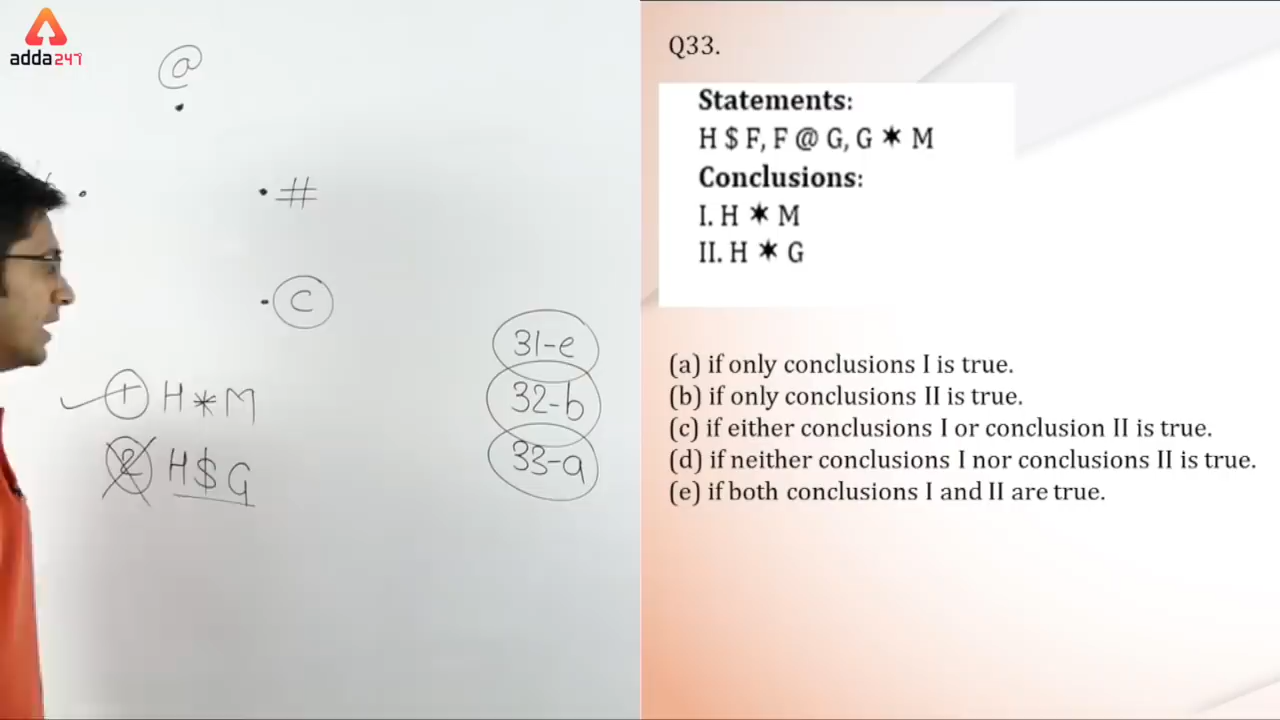 adda247
@
#
C
31-e
32-b
33-a
1 H * M
2 H $ G
Q33.
Statements:
H $ F, F @ G, G ✶ M
Conclusions:
I. H ✶ M
II. H ✶ G
(a) if only conclusions I is true.
(b) if only conclusions II is true.
(c) if either conclusions I or conclusion II is true.
(d) if neither conclusions I nor conclusions II is true.
(e) if both conclusions I and II are true.